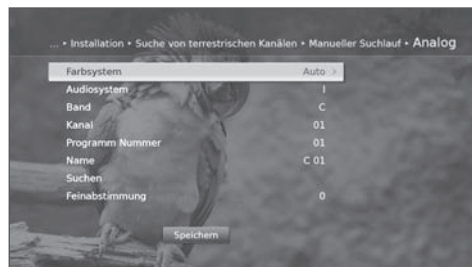 ... • Installation • Suche von terrestrischen Kanälen • Manueller Suchlauf • Analog
Farbsystem Auto >
Audiosystem I
Band C
Kanal 01
Programm Nummer 01
Name C 01
Suchen
Feinabstimmung 0
Speichern